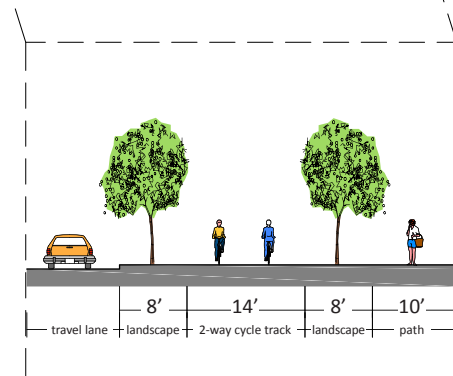 8’ 14’ 8’ 10’
travel lane landscape 2-way cycle track landscape path